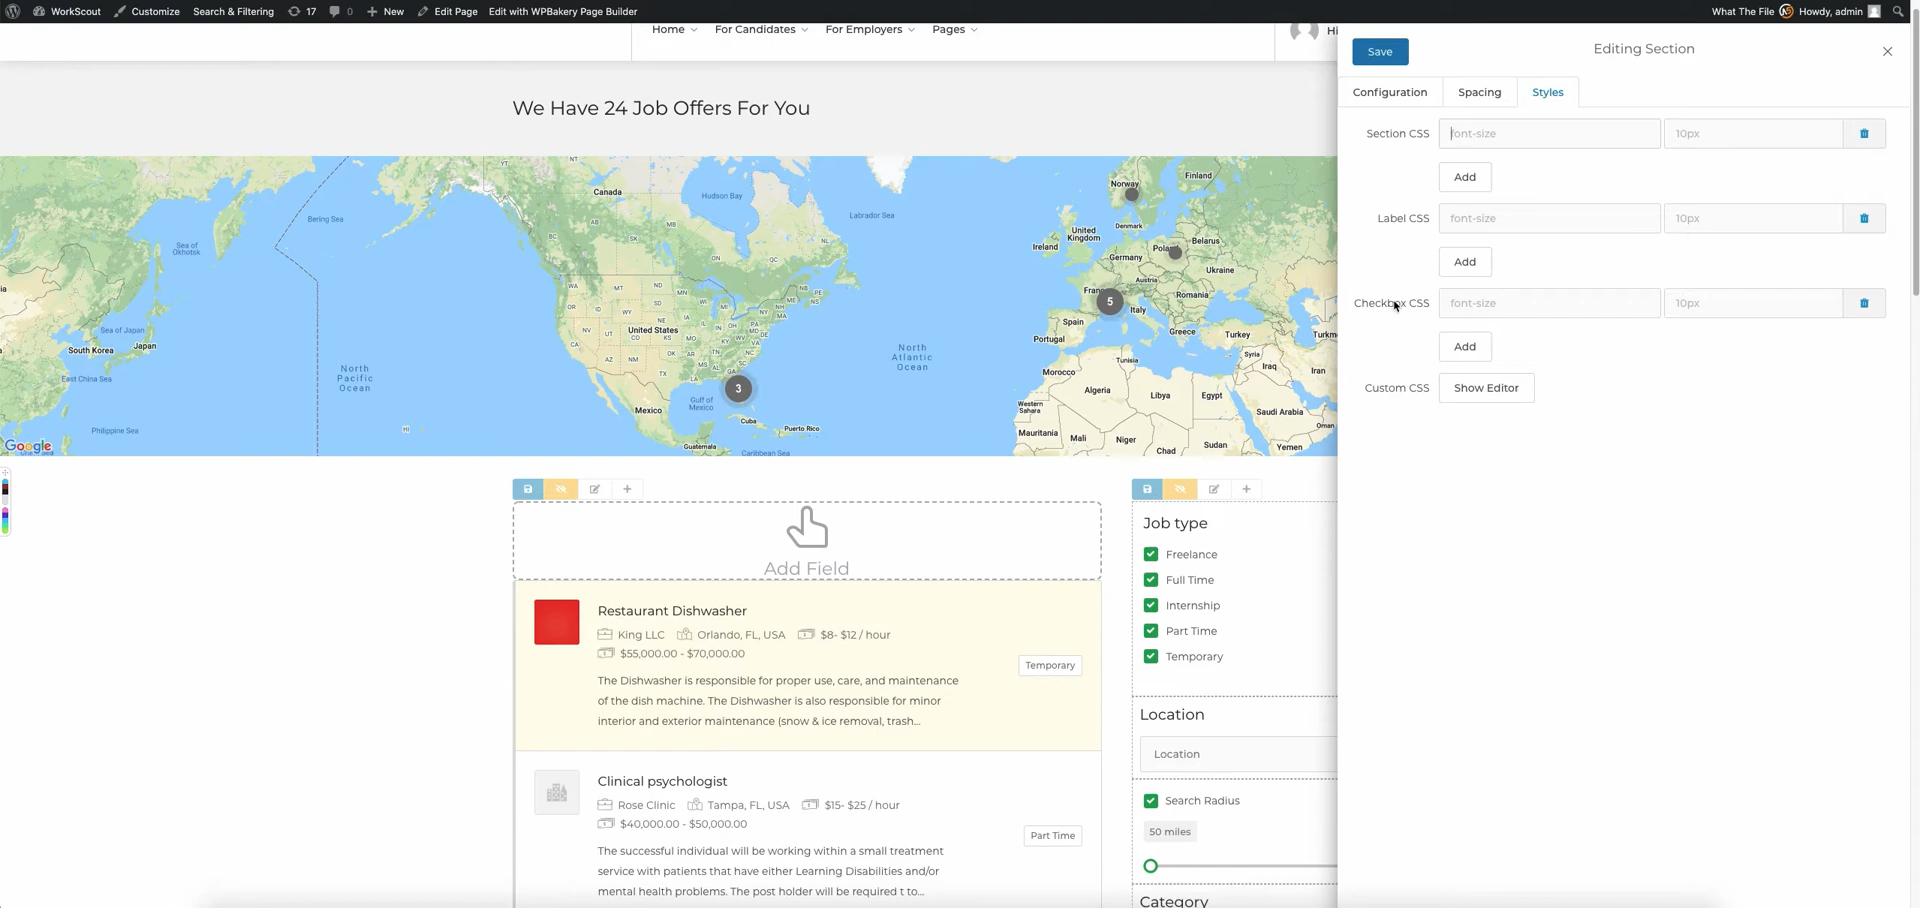 WorkScout Customize Search & Filtering 17 0 New Edit Page Edit with WPBakery Page Builder What The File Howdy, admin
Home For Candidates For Employers Pages Hi
We Have 24 Job Offers For You
Save Editing Section
Configuration Spacing Styles
Section CSS font-size 10px
Add
Label CSS font-size 10px
Add
Checkbox CSS font-size 10px
Add
Custom CSS Show Editor
Canada
Hudson Bay
Labrador Sea
Bering Sea
Sea of Okhotsk
Sea of Japan
South Korea Japan
East China Sea
Philippine Sea
North Pacific Ocean
United States
Mexico
Gulf of Mexico
Cuba
Puerto Rico
Guatemala
Caribbean Sea
North Atlantic Ocean
Norway
Finland
Denmark
United Kingdom
Ireland
Belarus
Germany
Ukraine
Austria
Romania
5
Italy
Spain
Portugal
Greece
Turkey
Syria
Iraq
Iran
Tunisia
Morocco
Algeria
Libya
Egypt
Western Sahara
Saudi Arabia
Mauritania
Mali
Niger
Sudan
Chad
Yemen
3
HI
Google
Add Field
Restaurant Dishwasher
King LLC Orlando, FL, USA $8- $12 / hour
$55,000.00 - $70,000.00
Temporary
The Dishwasher is responsible for proper use, care, and maintenance
of the dish machine. The Dishwasher is also responsible for minor
interior and exterior maintenance (snow & ice removal, trash...
Clinical psychologist
Rose Clinic Tampa, FL, USA $15- $25 / hour
$40,000.00 - $50,000.00
Part Time
The successful individual will be working within a small treatment
service with patients that have either Learning Disabilities and/or
mental health problems. The post holder will be required t to...
Job type
Freelance
Full Time
Internship
Part Time
Temporary
Location
Location
Search Radius
50 miles
Category